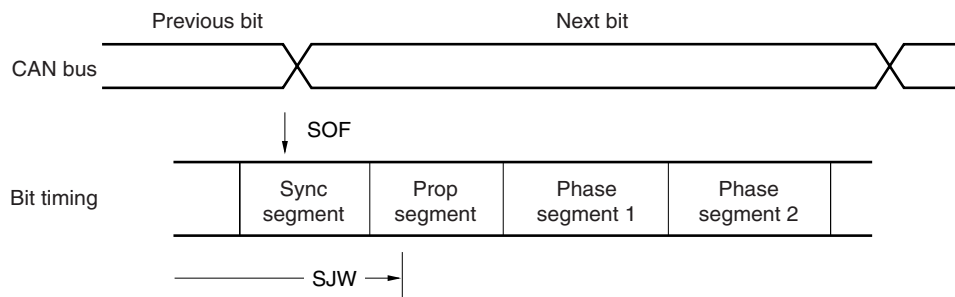 Previous bit
Next bit
CAN bus
SOF
Bit timing
Sync
segment
Prop
segment
Phase
segment 1
Phase
segment 2
SJW